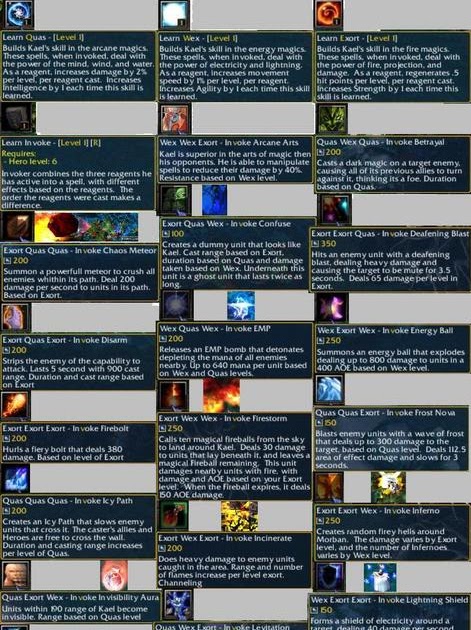 Learn Quas - [Level 1]
Builds Kael's skill in the arcane magics.
These spells, when invoked, deal with
the power of the mind, wind, and water.
As a reagent, increases damage by 2%
per level, per reagent cast. Increases
Intelligence by 1 each time this skill
is learned.
Learn Invoke - [Level 1] [R]
Requires:
- Hero level: 6
Invoker combines the three reagents he
has active into a spell, with different
effects based on the reagents. The
order the reagents were cast makes a
difference.
Exort Quas Quas - Invoke Chaos Meteor
200
Summon a powerfull meteor to crush all
enemies whithin its path. Deal 200
damage per second to units in its path.
Based on Exort.
Exort Quas Exort - Invoke Disarm
200
Strips the enemy of the capability to
attack. Lasts 5 second with 900 cast
range. Duration and cast range based
on Exort
Exort Exort Exort - Invoke Firebolt
200
Hurls a fiery bolt that deals 380
damage. Based on level of Exort
Quas Quas Quas - Invoke Icy Path
200
Creates an Icy Path that slows enemy
units that cross it. The caster's allies and
Heroes are free to cross the wall.
Duration and casting range increases
per level of Quas.
Quas Exort Wex - Invoke Invisibility Aura
Units within 190 range of Kael become
invisible. Range based on Quas level
Learn Wex - [Level 1]
Builds Kael's skill in the energy magics.
These spells, when invoked, deal with
the power of electricity and lightning.
As a reagent, increases movement
speed by 1% per level, per reagent.
Increases Agility by 1 each time this skill
is learned.
Wex Wex Exort - Invoke Arcane Arts
Kael is superior in the arts of magic then
his opponents. He is able to manipulate
spells to reduce their damage by 40%.
Resistance based on Wex level.
Exort Quas Wex - Invoke Confuse
100
Creates a dummy unit that looks like
Kael. Cast range based on Exort,
duration based on Quas and damage
taken based on Wex. Underneath this
unit is a ghost unit that lasts twice as
long.
Wex Quas Wex - Invoke EMP
200
Releases an EMP bomb that detonates
depleting the mana of all enemies
nearby. Up to 640 mana per unit based
on Wex and Quas levels.
Exort Wex Wex - Invoke Firestorm
250
Calls ten magical fireballs from the sky
to land around Kael. Deals 30 damage
to units that lay beneath it, and leaves a
magical Fireball remaining. This unit
damages nearby units with fire, with
damage and AOE based on your Exort
level. When the Fireball expires, it deals
150 AOE damage.
Exort Wex Exort - Invoke Incinerate
200
Does heavy damage to enemy units
caught in the area. Range and number
of flames increase per level exort.
Channeling
Quas Quas Wex - Invoke Levitation
Learn Exort - [Level 1]
Builds Kael's skill in the fire magics.
These spells, when invoked, deal with
the power of fire, projection, and
damage. As a reagent, regenerates .5
hit points per level, per reagent cast.
Increases Strength by 1 each time this
skill is learned.
Quas Wex Quas - Invoke Betrayal
200
Casts a dark magic on a target enemy,
causing all of its previous allies to turn
against it, thinking its a foe. Duration
based on Quas.
Exort Quas Exort - Invoke Deafening Blast
350
Hits an enemy unit with a deafening
blast, dealing heavy damage and
causing the target to be mute for 3.5
seconds. Deals 65 damage per level in
Exort.
Wex Exort Wex - Invoke Energy Ball
250
Summons an energy ball that explodes
dealing up to 800 damage to units in a
400 AOE based on Wex level.
Quas Quas Exort - Invoke Frost Nova
150
Blasts enemy units with a wave of
frost that deals up to 300 damage to the
target, based on Quas level. Deals 112.5
area of effect damage and slows for 3
seconds.
Exort Exort Wex - Invoke Inferno
250
Creates random firey hells around
Morban. The damage varies by Exort
level, and the number of Infernoes
varies by Wex level.
Wex Exort Exort - Invoke Lightning Shield
150
Forms a shield of electricity around a
target, dealing 40 damage per second